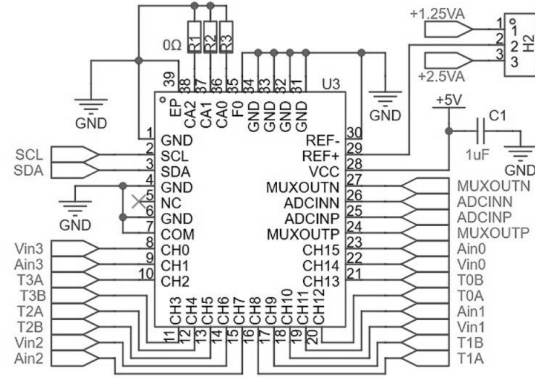 +1.25VA
1
2
3
H2
+2.5VA
0Ω
R1
R2
R3
U3
39
38
37
36
35
34
33
32
31
EP
CA2
CA1
CA0
F0
GND
GND
GND
GND
GND
GND
+5V
C1
1uF
GND
1
GND
REF-
30
SCL
2
SCL
REF+
29
SDA
3
SDA
VCC
28
4
GND
MUXOUTN
27
MUXOUTN
5
NC
ADCINN
26
ADCINN
6
GND
ADCINP
25
ADCINP
GND
7
COM
MUXOUTP
24
MUXOUTP
Vin3
8
CH0
CH15
23
Ain0
Ain3
9
CH1
CH14
22
Vin0
T3A
10
CH2
CH13
21
T0B
T3B
T0A
T2A
CH3
CH4
CH5
CH6
CH7
CH8
CH9
CH10
CH11
CH12
Ain1
T2B
11
12
13
14
15
16
17
18
19
20
Vin1
Vin2
T1B
Ain2
T1A